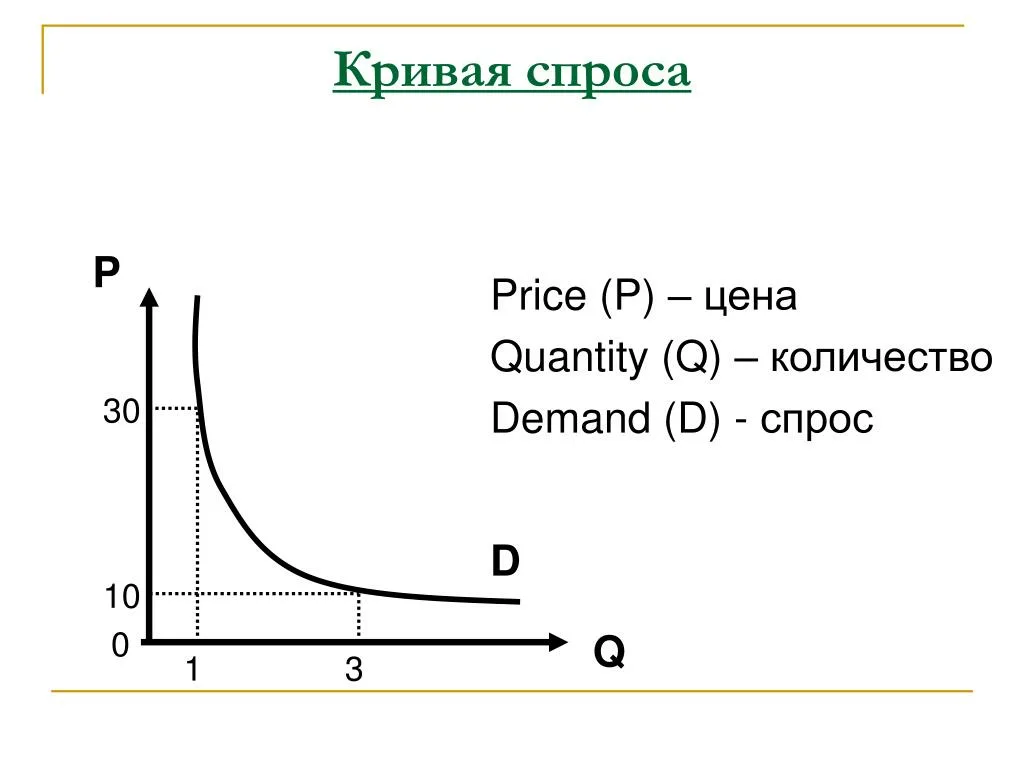 Кривая спроса
P
Price (P) – цена
Quantity (Q) – количество
Demand (D) - спрос
30
D
10
0
Q
1
3